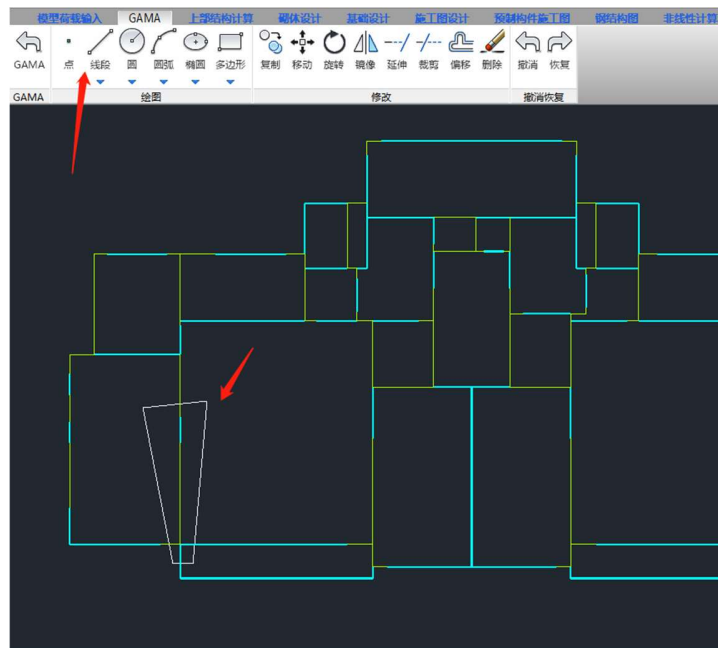 模型荷载输入 GAMA 上部结构计算 砌体设计 基础设计 施工图设计 预制构件施工图 钢结构图 非线性计算
GAMA 点 线段 圆 圆弧 椭圆 多边形 复制 移动 旋转 镜像 延伸 裁剪 偏移 删除 撤消 恢复
GAMA 绘图 修改 撤消恢复